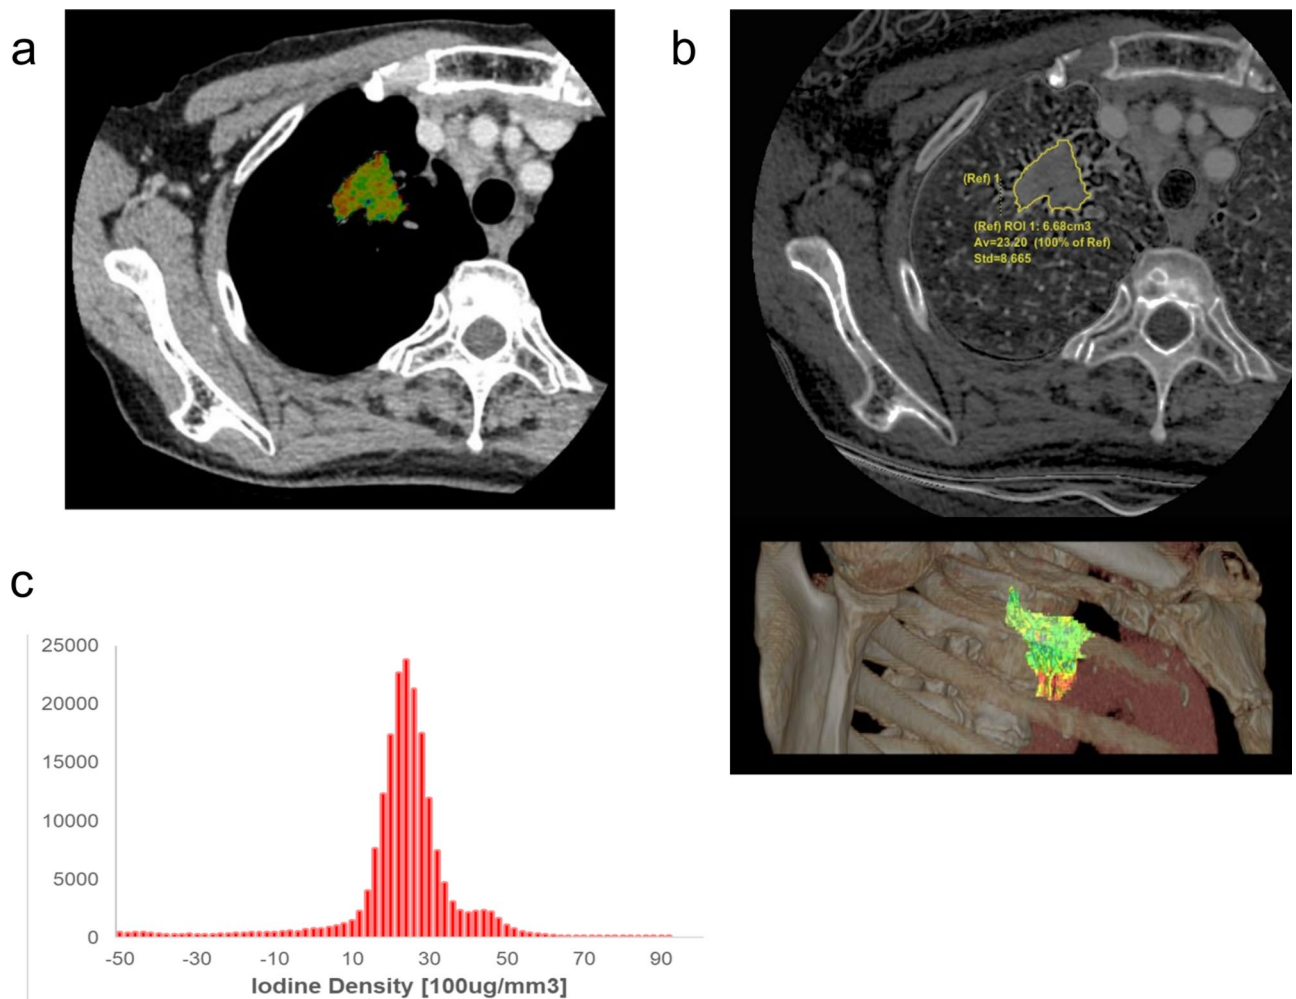 a
b
(Ref) 1
(Ref) ROI 1: 6.68cm3
Av=23.20 (100% of Ref)
Std=8.665
c
25000
20000
15000
10000
5000
0
-50 -30 -10 10 30 50 70 90
Iodine Density [100ug/mm3]